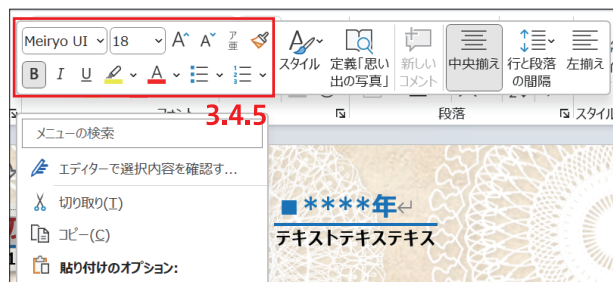 Meiryo UI 18 A A ア亜
B I U A
スタイル 定義「思い出の写真」 新しいコメント 中央揃え 行と段落の間隔 左揃え
フォント 段落 スタイル
3.4.5
メニューの検索
エディターで選択内容を確認す...
切り取り(T)
コピー(C)
貼り付けのオプション:
■****年↵
テキストテキステキス